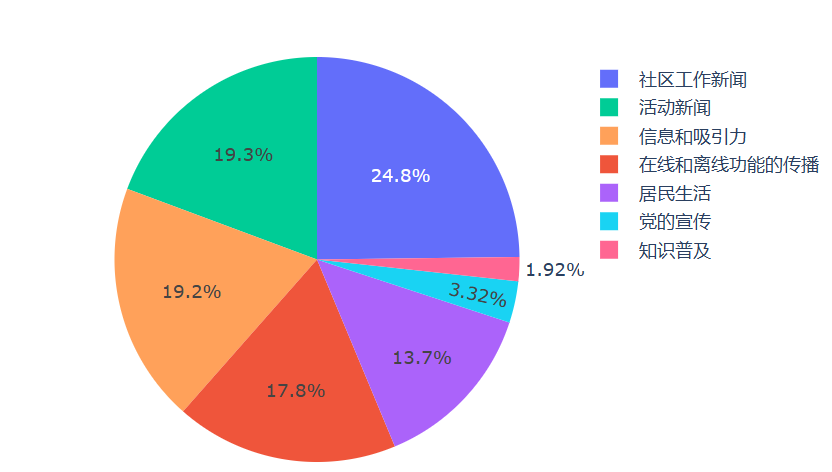 社区工作新闻
活动新闻
信息和吸引力
在线和离线功能的传播
居民生活
党的宣传
知识普及
24.8%
19.3%
19.2%
17.8%
13.7%
3.32%
1.92%